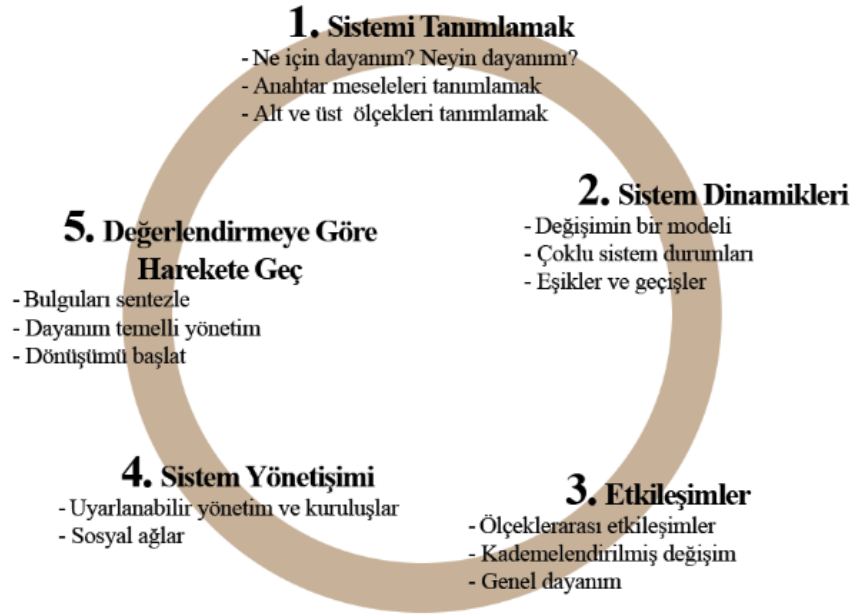 1. Sistemi Tanımlamak
- Ne için dayanım? Neyin dayanımı?
- Anahtar meseleleri tanımlamak
- Alt ve üst ölçekleri tanımlamak
2. Sistem Dinamikleri
- Değişimin bir modeli
- Çoklu sistem durumları
- Eşikler ve geçişler
3. Etkileşimler
- Ölçeklerarası etkileşimler
- Kademelendirilmiş değişim
- Genel dayanım
4. Sistem Yönetişimi
- Uyarlanabilir yönetim ve kuruluşlar
- Sosyal ağlar
5. Değerlendirmeye Göre
Harekete Geç
- Bulguları sentezle
- Dayanım temelli yönetim
- Dönüşümü başlat